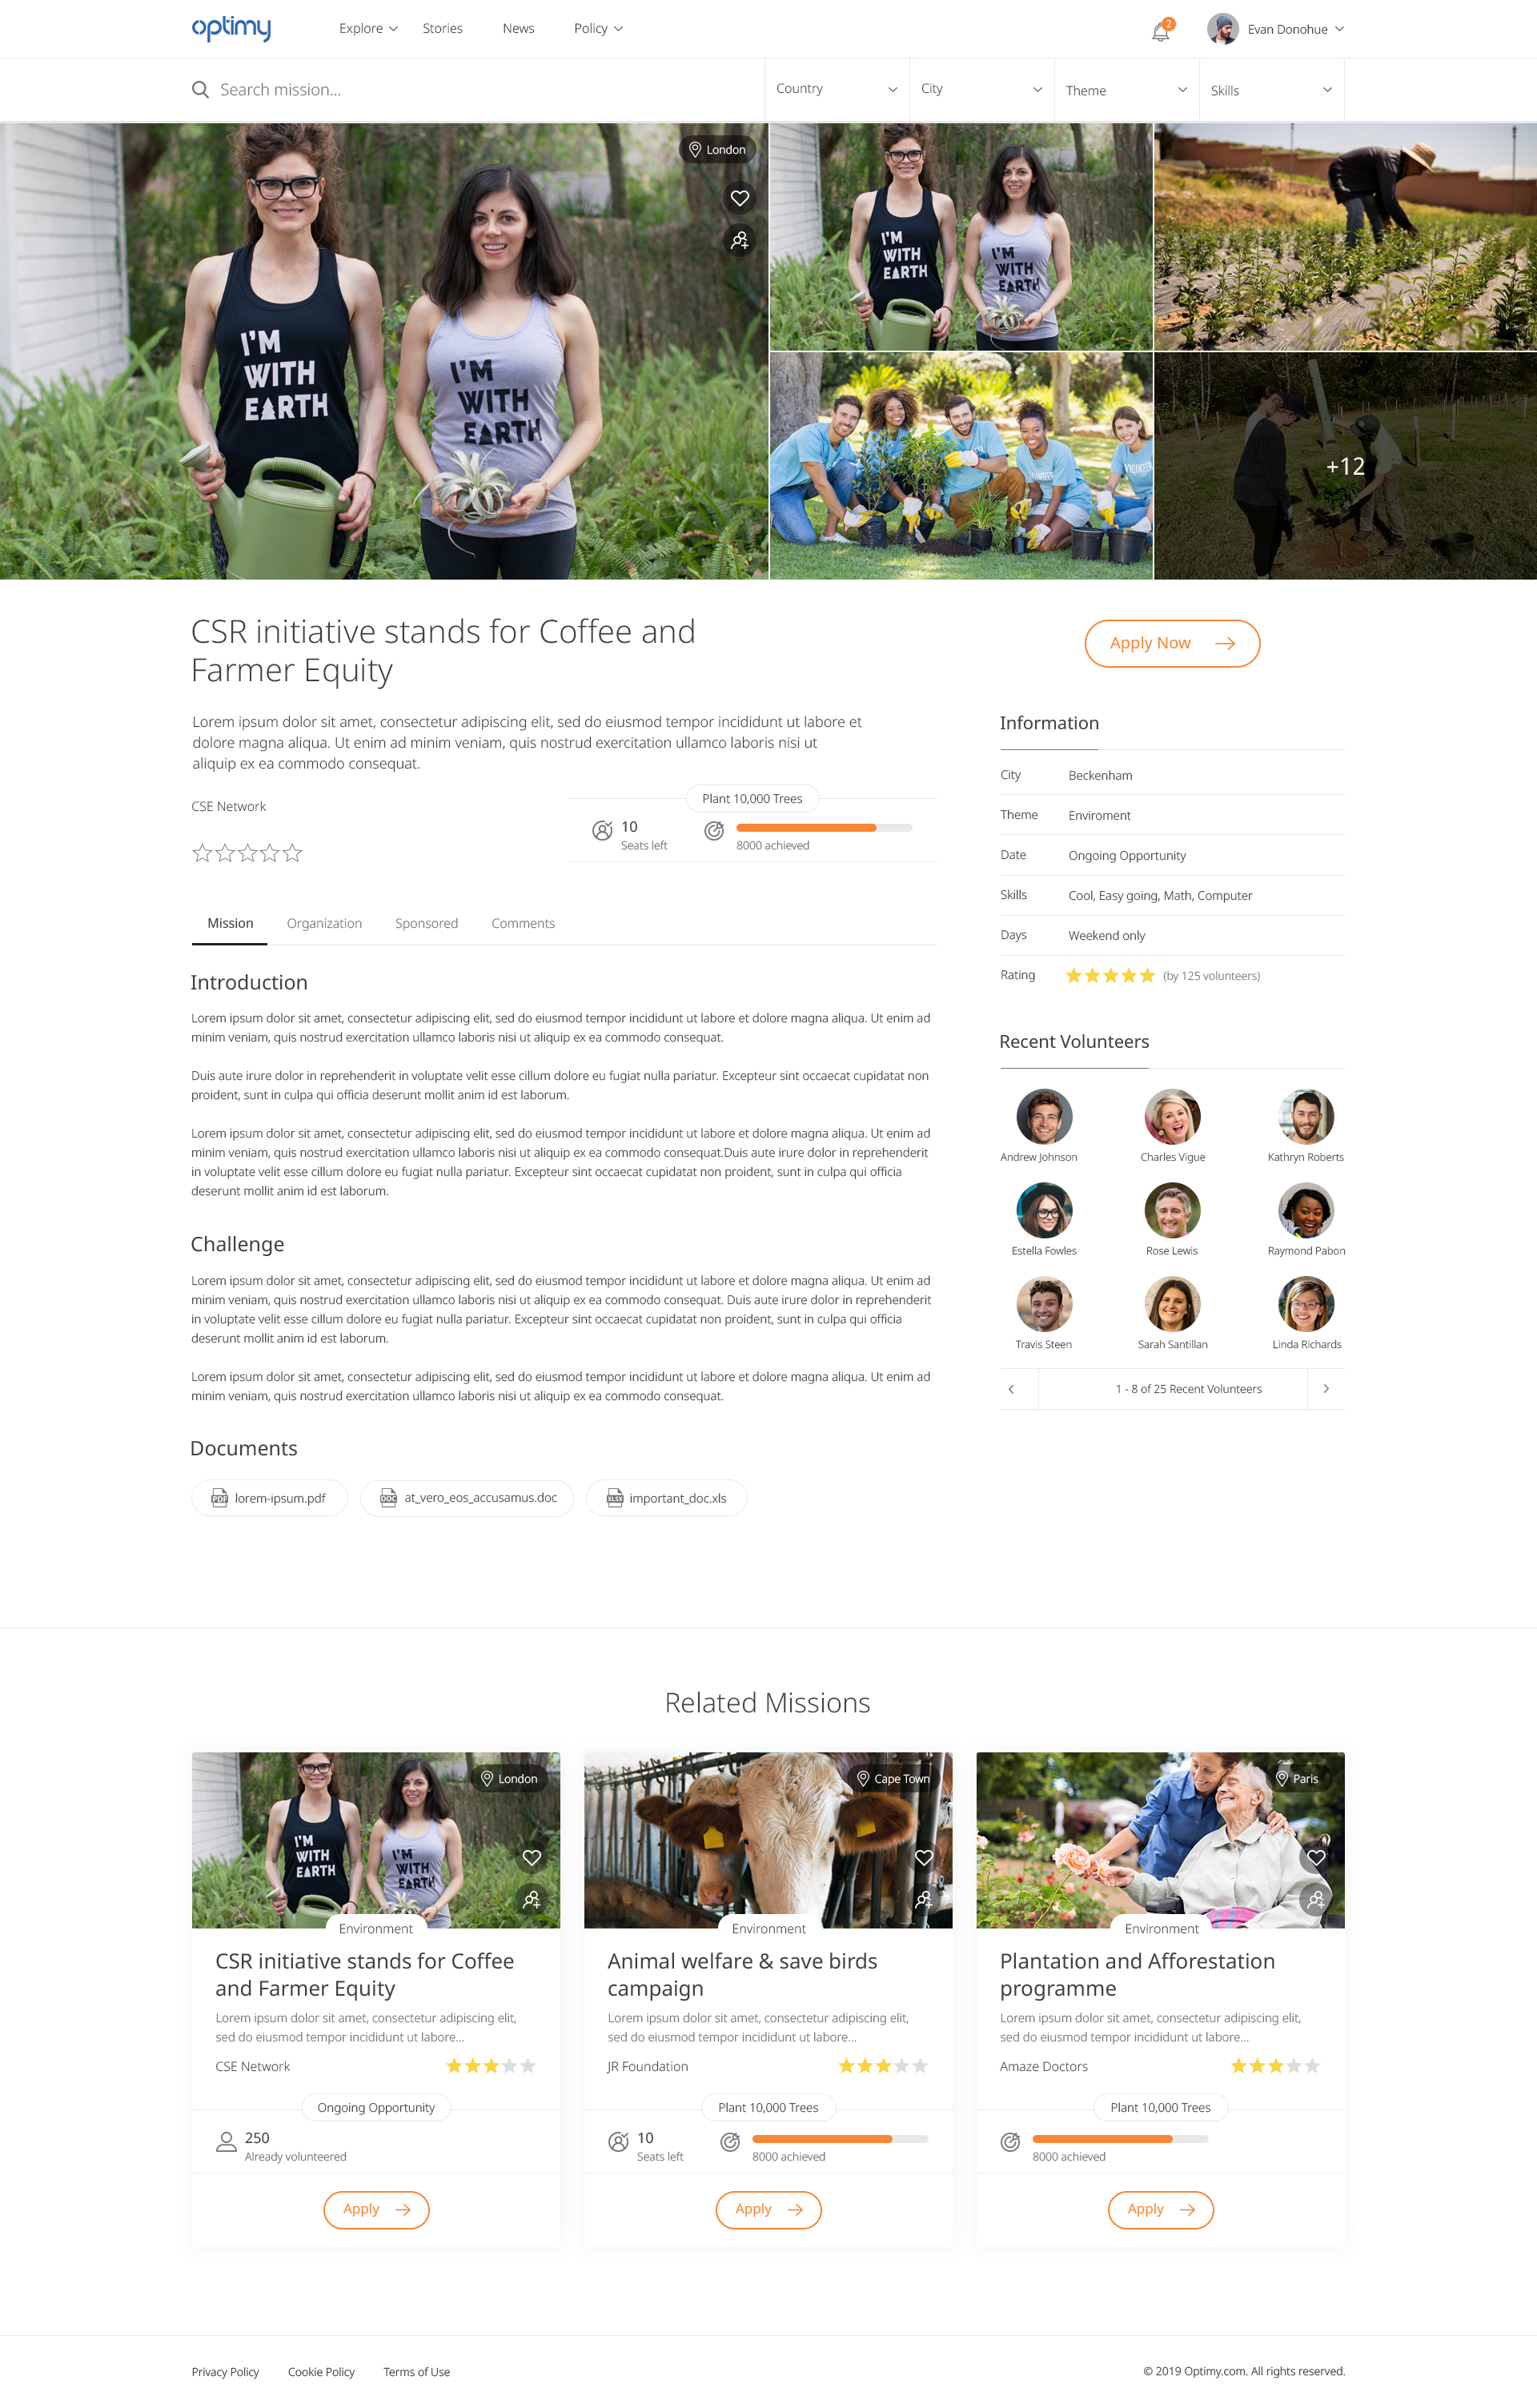 optimy
Explore
Stories
News
Policy
2
Evan Donohue
Search mission...
Country
City
Theme
Skills
London
I'M
WITH
EARTH
I'M
WITH
EARTH
I'M
WITH
EARTH
I'M
WITH
EARTH
VOLUNTEER
+12
CSR initiative stands for Coffee and
Farmer Equity
Apply Now
Lorem ipsum dolor sit amet, consectetur adipiscing elit, sed do eiusmod tempor incididunt ut labore et
dolore magna aliqua. Ut enim ad minim veniam, quis nostrud exercitation ullamco laboris nisi ut
aliquip ex ea commodo consequat.
CSE Network
Plant 10,000 Trees
10
Seats left
8000 achieved
Information
City
Beckenham
Theme
Enviroment
Date
Ongoing Opportunity
Skills
Cool, Easy going, Math, Computer
Days
Weekend only
Rating
(by 125 volunteers)
Mission
Organization
Sponsored
Comments
Introduction
Lorem ipsum dolor sit amet, consectetur adipiscing elit, sed do eiusmod tempor incididunt ut labore et dolore magna aliqua. Ut enim ad
minim veniam, quis nostrud exercitation ullamco laboris nisi ut aliquip ex ea commodo consequat.
Duis aute irure dolor in reprehenderit in voluptate velit esse cillum dolore eu fugiat nulla pariatur. Excepteur sint occaecat cupidatat non
proident, sunt in culpa qui officia deserunt mollit anim id est laborum.
Lorem ipsum dolor sit amet, consectetur adipiscing elit, sed do eiusmod tempor incididunt ut labore et dolore magna aliqua. Ut enim ad
minim veniam, quis nostrud exercitation ullamco laboris nisi ut aliquip ex ea commodo consequat.Duis aute irure dolor in reprehenderit
in voluptate velit esse cillum dolore eu fugiat nulla pariatur. Excepteur sint occaecat cupidatat non proident, sunt in culpa qui officia
deserunt mollit anim id est laborum.
Challenge
Lorem ipsum dolor sit amet, consectetur adipiscing elit, sed do eiusmod tempor incididunt ut labore et dolore magna aliqua. Ut enim ad
minim veniam, quis nostrud exercitation ullamco laboris nisi ut aliquip ex ea commodo consequat. Duis aute irure dolor in reprehenderit
in voluptate velit esse cillum dolore eu fugiat nulla pariatur. Excepteur sint occaecat cupidatat non proident, sunt in culpa qui officia
deserunt mollit anim id est laborum.
Lorem ipsum dolor sit amet, consectetur adipiscing elit, sed do eiusmod tempor incididunt ut labore et dolore magna aliqua. Ut enim ad
minim veniam, quis nostrud exercitation ullamco laboris nisi ut aliquip ex ea commodo consequat.
Documents
PDF lorem-ipsum.pdf
DOC at_vero_eos_accusamus.doc
XLSX important_doc.xls
Recent Volunteers
Andrew Johnson
Charles Vigue
Kathryn Roberts
Estella Fowles
Rose Lewis
Raymond Pabon
Travis Steen
Sarah Santillan
Linda Richards
1 - 8 of 25 Recent Volunteers
Related Missions
London
I'M
WITH
EARTH
I'M
WITH
EARTH
Environment
CSR initiative stands for Coffee
and Farmer Equity
Lorem ipsum dolor sit amet, consectetur adipiscing elit,
sed do eiusmod tempor incididunt ut labore...
CSE Network
Ongoing Opportunity
250
Already volunteered
Apply
Cape Town
Environment
Animal welfare & save birds
campaign
Lorem ipsum dolor sit amet, consectetur adipiscing elit,
sed do eiusmod tempor incididunt ut labore...
JR Foundation
Plant 10,000 Trees
10
Seats left
8000 achieved
Apply
Paris
Environment
Plantation and Afforestation
programme
Lorem ipsum dolor sit amet, consectetur adipiscing elit,
sed do eiusmod tempor incididunt ut labore...
Amaze Doctors
Plant 10,000 Trees
8000 achieved
Apply
Privacy Policy
Cookie Policy
Terms of Use
© 2019 Optimy.com. All rights reserved.